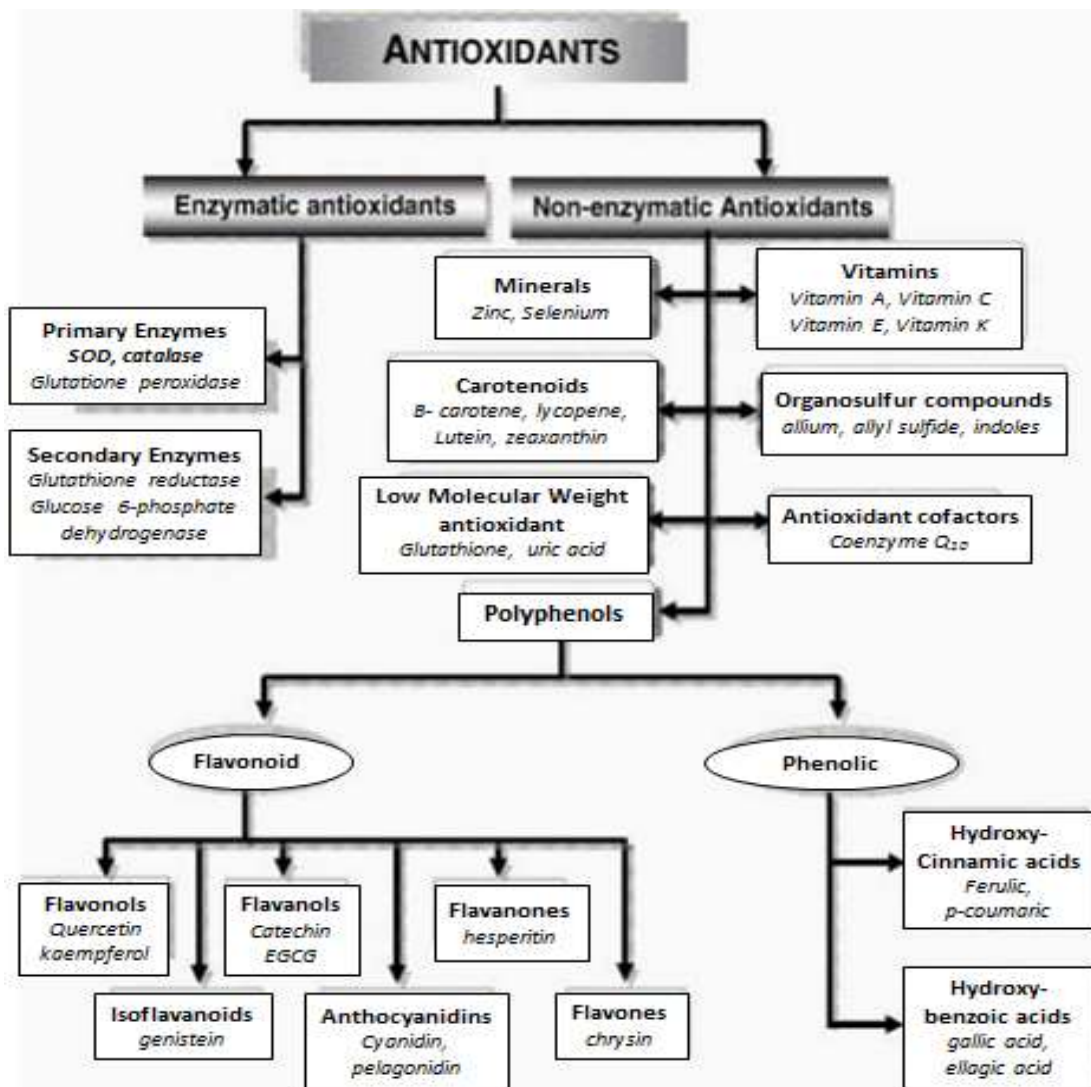 ANTIOXIDANTS
Enzymatic antioxidants
Non-enzymatic Antioxidants
Minerals
Zinc, Selenium
Vitamins
Vitamin A, Vitamin C
Vitamin E, Vitamin K
Primary Enzymes
SOD, catalase
Glutatione peroxidase
Carotenoids
B- carotene, lycopene,
Lutein, zeaxanthin
Organosulfur compounds
allium, allyl sulfide, indoles
Secondary Enzymes
Glutathione reductase
Glucose 6-phosphate
dehydrogenase
Low Molecular Weight
antioxidant
Glutathione, uric acid
Antioxidant cofactors
Coenzyme Q₁₀
Polyphenols
Flavonoid
Phenolic
Flavonols
Quercetin
kaempferol
Flavanols
Catechin
EGCG
Flavanones
hesperitin
Hydroxy-
Cinnamic acids
Ferulic,
p-coumaric
Isoflavanoids
genistein
Anthocyanidins
Cyanidin,
pelagonidin
Flavones
chrysin
Hydroxy-
benzoic acids
gallic acid,
ellagic acid